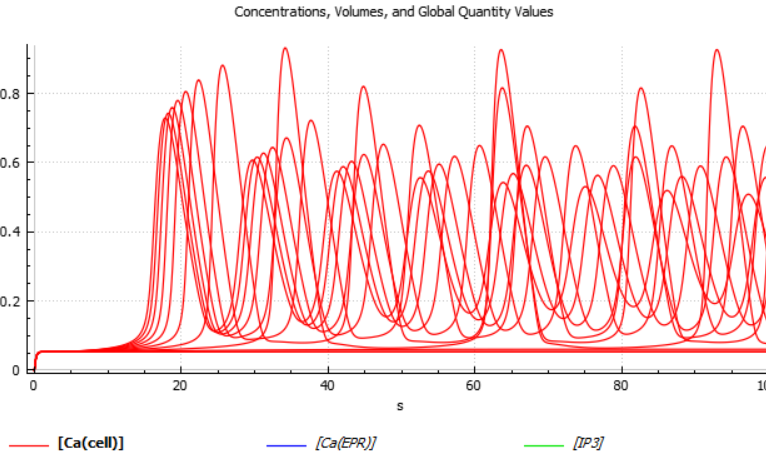 Concentrations, Volumes, and Global Quantity Values
0.8
0.6
0.4
0.2
0
0 20 40 60 80 10
s
[Ca(cell)] [Ca(EPR)] [IP3]